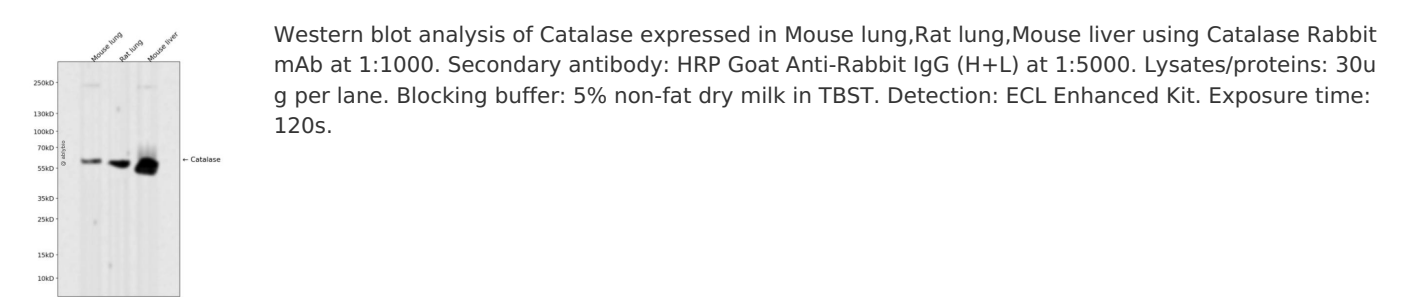 Mouse lung
Rat lung
Mouse liver
250kD
130kD
100kD
70kD
55kD
35kD
25kD
15kD
10kD
← Catalase
Western blot analysis of Catalase expressed in Mouse lung,Rat lung,Mouse liver using Catalase Rabbit
mAb at 1:1000. Secondary antibody: HRP Goat Anti-Rabbit IgG (H+L) at 1:5000. Lysates/proteins: 30u
g per lane. Blocking buffer: 5% non-fat dry milk in TBST. Detection: ECL Enhanced Kit. Exposure time:
120s.